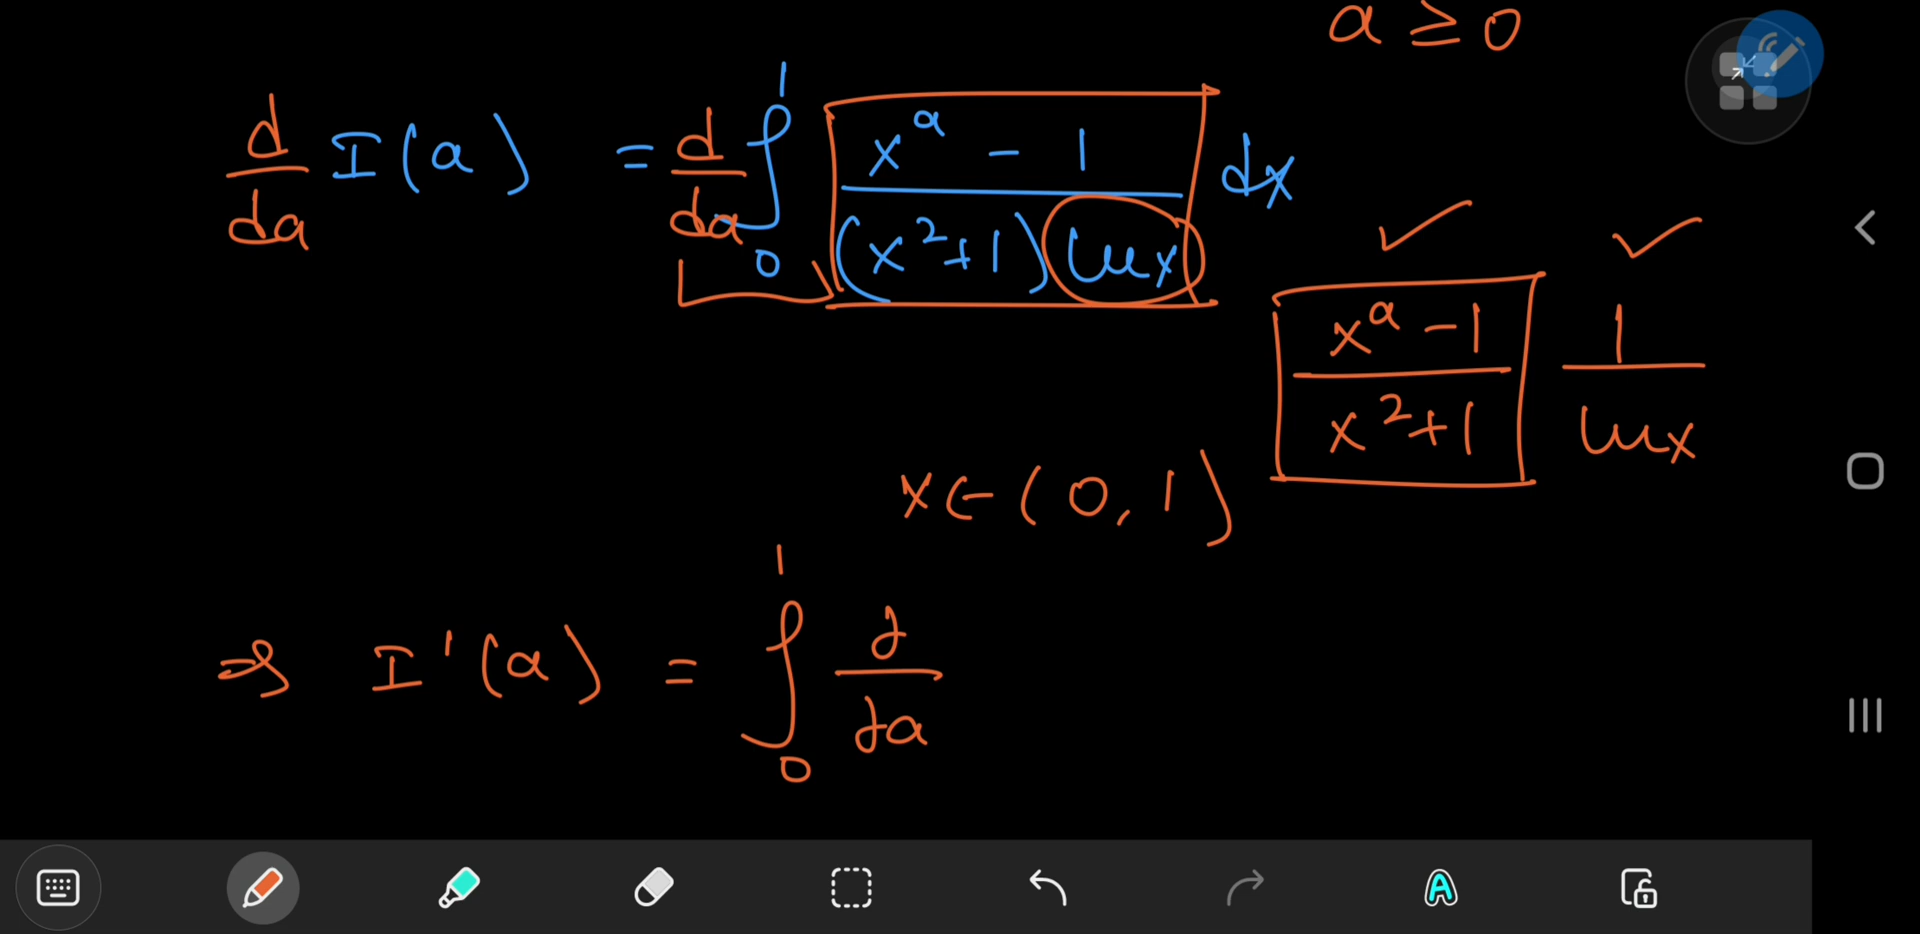 a ≥ 0
d/da I(a) = d/da ∫₀¹ (x^a - 1)/((x²+1) ln x) dx
(x^a - 1)/(x²+1) 1/ln x
x ∈ (0, 1)
⇒ I'(a) = ∫₀¹ ∂/∂a
A